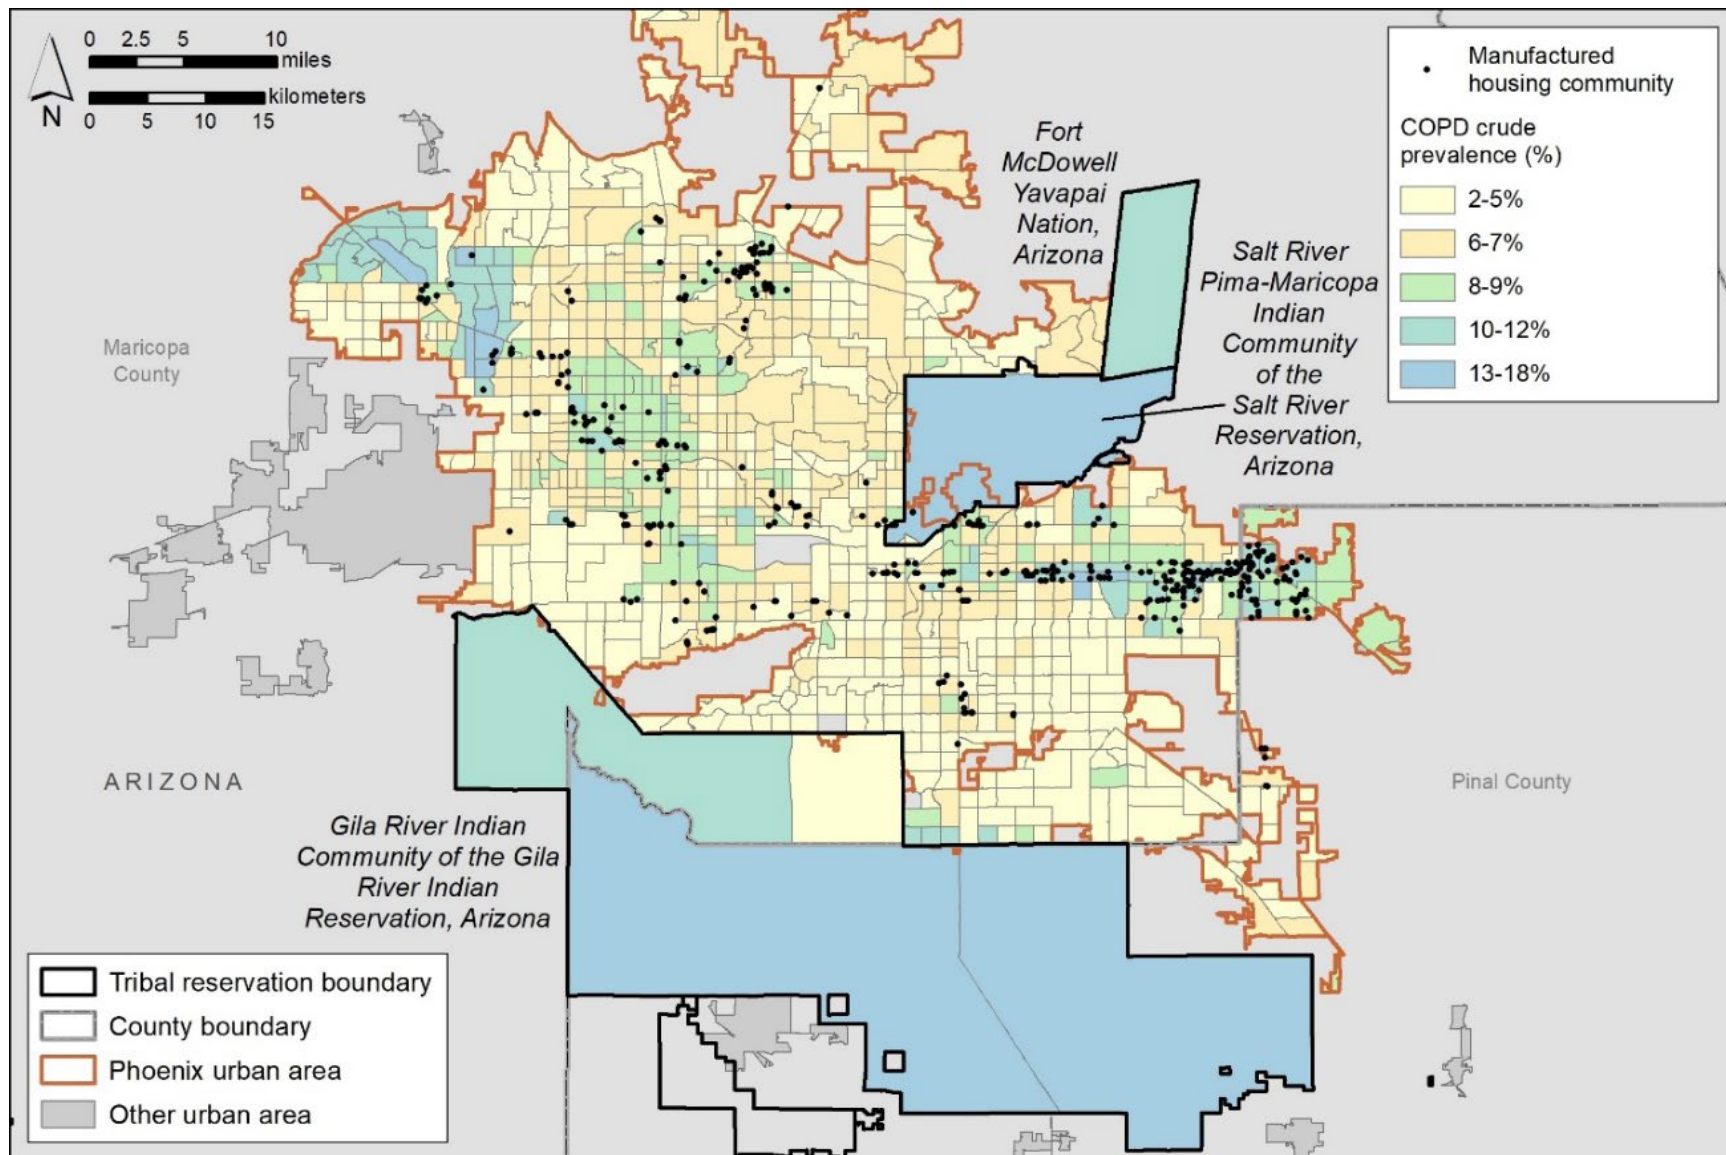 0 2.5 5 10
miles
kilometers
0 5 10 15
N
Manufactured
housing community
COPD crude
prevalence (%)
2-5%
6-7%
8-9%
10-12%
13-18%
Fort
McDowell
Yavapai
Nation,
Arizona
Salt River
Pima-Maricopa
Indian
Community
of the
Salt River
Reservation,
Arizona
Maricopa
County
ARIZONA
Pinal County
Gila River Indian
Community of the Gila
River Indian
Reservation, Arizona
Tribal reservation boundary
County boundary
Phoenix urban area
Other urban area